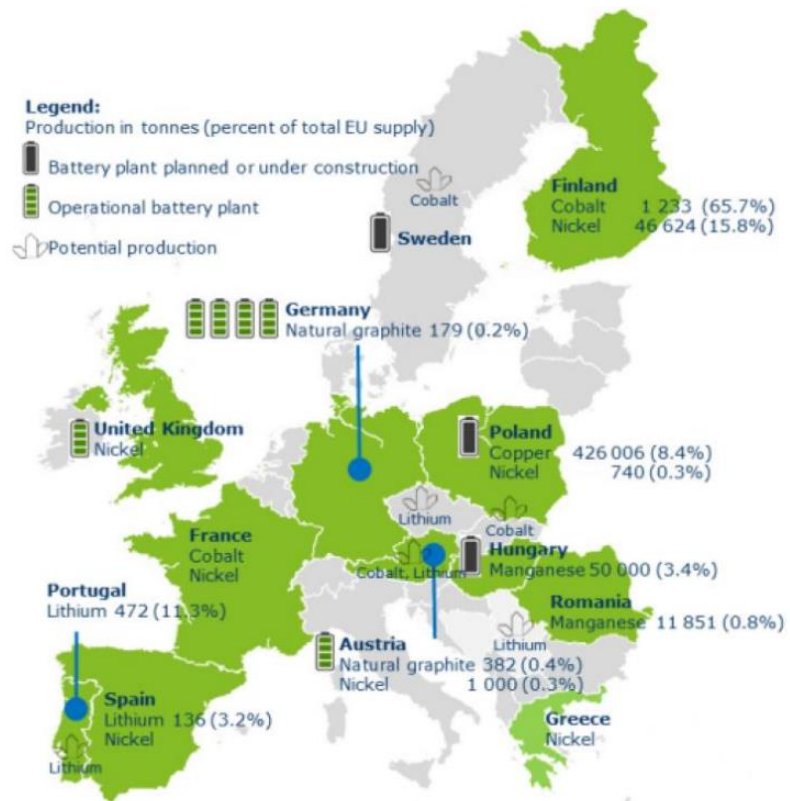 Legend:
Production in tonnes (percent of total EU supply)
Battery plant planned or under construction
Operational battery plant
Potential production
Cobalt
Sweden
Finland
Cobalt 1 233 (65.7%)
Nickel 46 624 (15.8%)
Germany
Natural graphite 179 (0.2%)
United Kingdom
Nickel
Poland
Copper 426 006 (8.4%)
Nickel 740 (0.3%)
Lithium
Cobalt
France
Cobalt
Nickel
Cobalt, Lithium
Hungary
Manganese 50 000 (3.4%)
Portugal
Lithium 472 (11.3%)
Romania
Manganese 11 851 (0.8%)
Lithium
Austria
Natural graphite 382 (0.4%)
Nickel 1 000 (0.3%)
Spain
Lithium 136 (3.2%)
Nickel
Lithium
Greece
Nickel